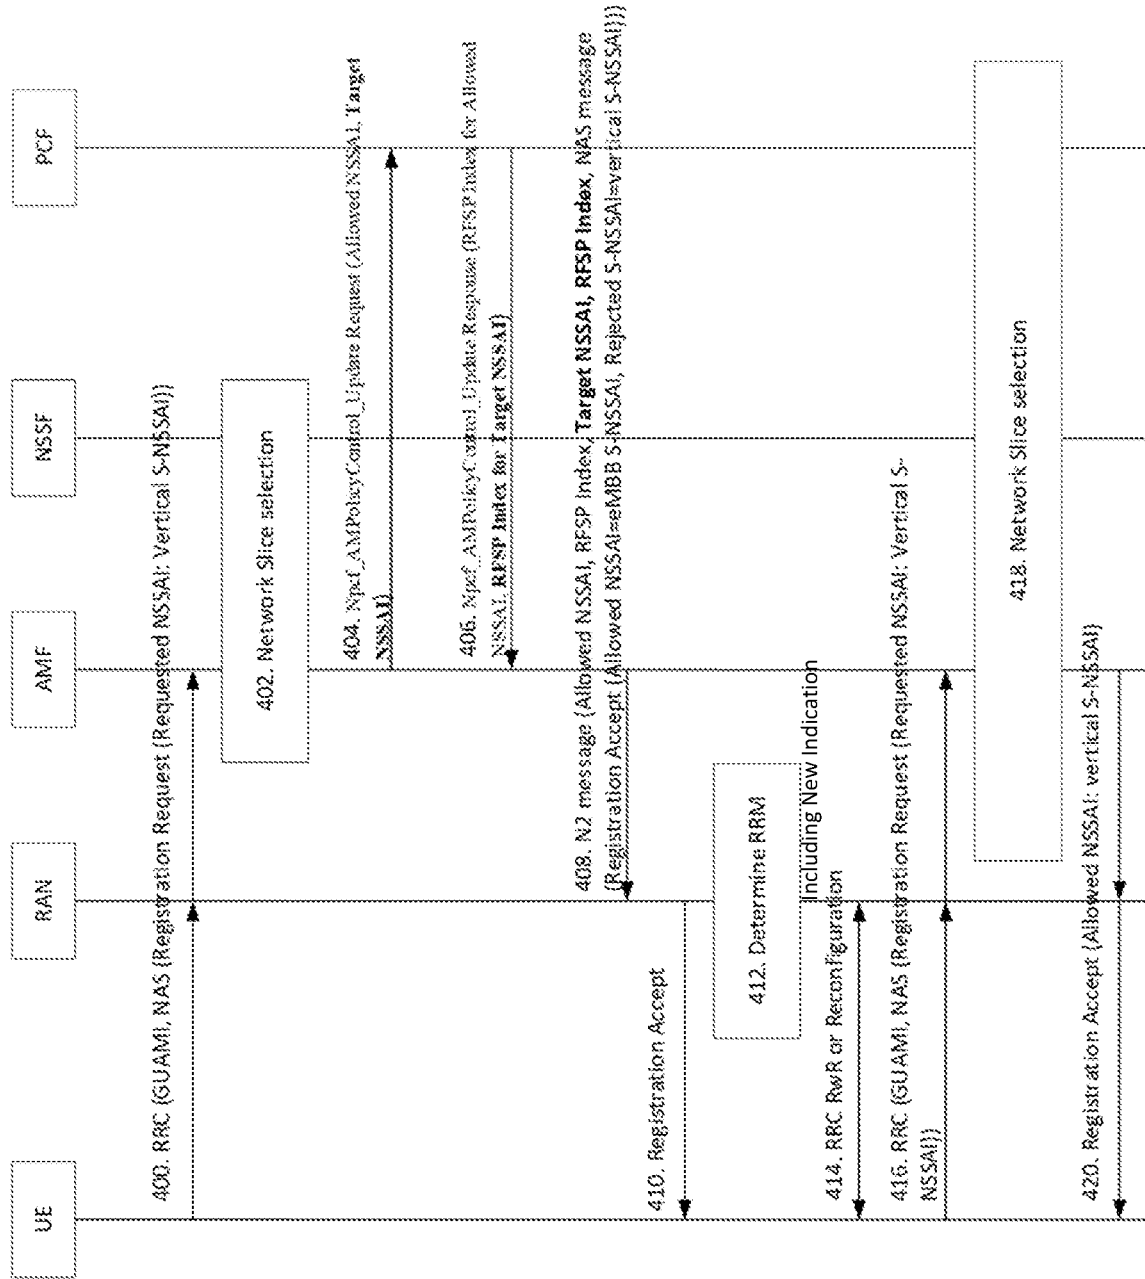 UE
RAN
AMF
NSSF
PCF
400. RRC (GUAMI, NAS (Registration Request (Requested NSSAI: Vertical S-NSSAI))
402. Network Slice selection
404. Npcf_AMPolicyControl_Update Request (Allowed NSSAI, Target
NSSAI)
406. Npcf_AMPolicyControl_Update Response (RFSP Index for Allowed
NSSAI, RFSP Index for Target NSSAI)
408. N2 message (Allowed NSSAI, RFSP Index, Target NSSAI, RFSP Index, NAS message
(Registration Accept (Allowed NSSAI=eMBB S-NSSAI, Rejected S-NSSAI=vertical S-NSSAI)))
410. Registration Accept
412. Determine RRM
Including New Indication
414. RRC RwR or Reconfiguration
416. RRC (GUAMI, NAS (Registration Request (Requested NSSAI: Vertical S-
NSSAI))
418. Network Slice selection
420. Registration Accept (Allowed NSSAI: vertical S-NSSAI)